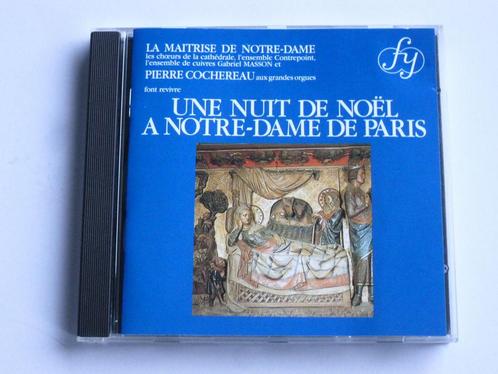 LA MAITRISE DE NOTRE-DAME
les chœurs de la cathédrale, l'ensemble Contrepoint,
l'ensemble de cuivres Gabriel MASSON et
PIERRE COCHEREAU aux grandes orgues
font revivre
UNE NUIT DE NOËL
A NOTRE-DAME DE PARIS
fy